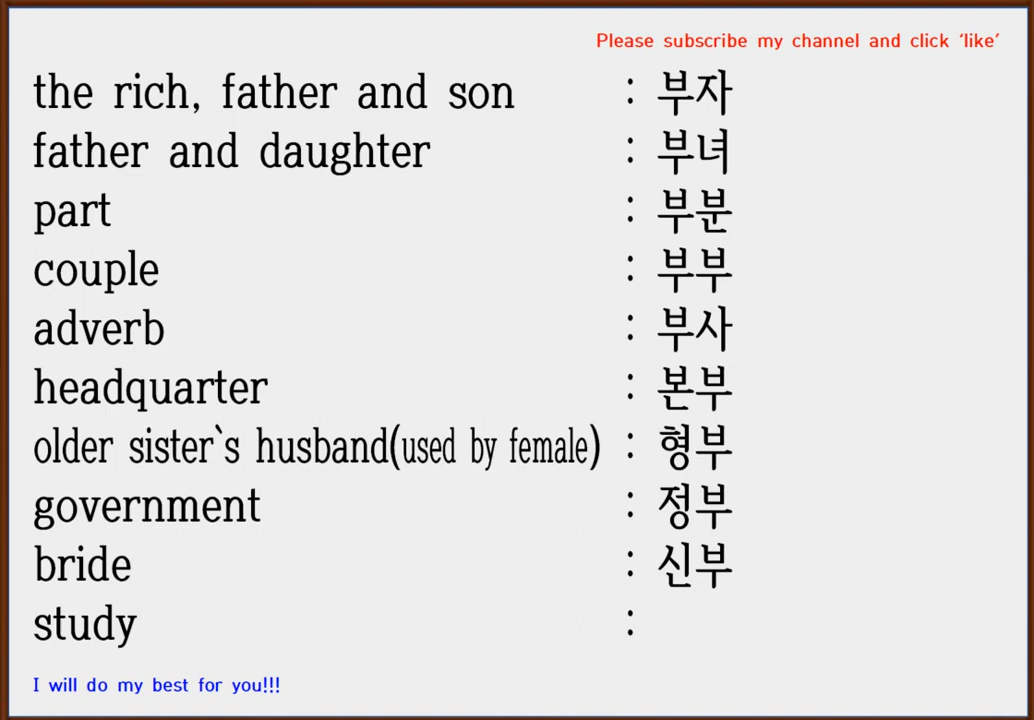 Please subscribe my channel and click ‘like’
the rich, father and son : 부자
father and daughter : 부녀
part : 부분
couple : 부부
adverb : 부사
headquarter : 본부
older sister`s husband(used by female) : 형부
government : 정부
bride : 신부
study :
I will do my best for you!!!